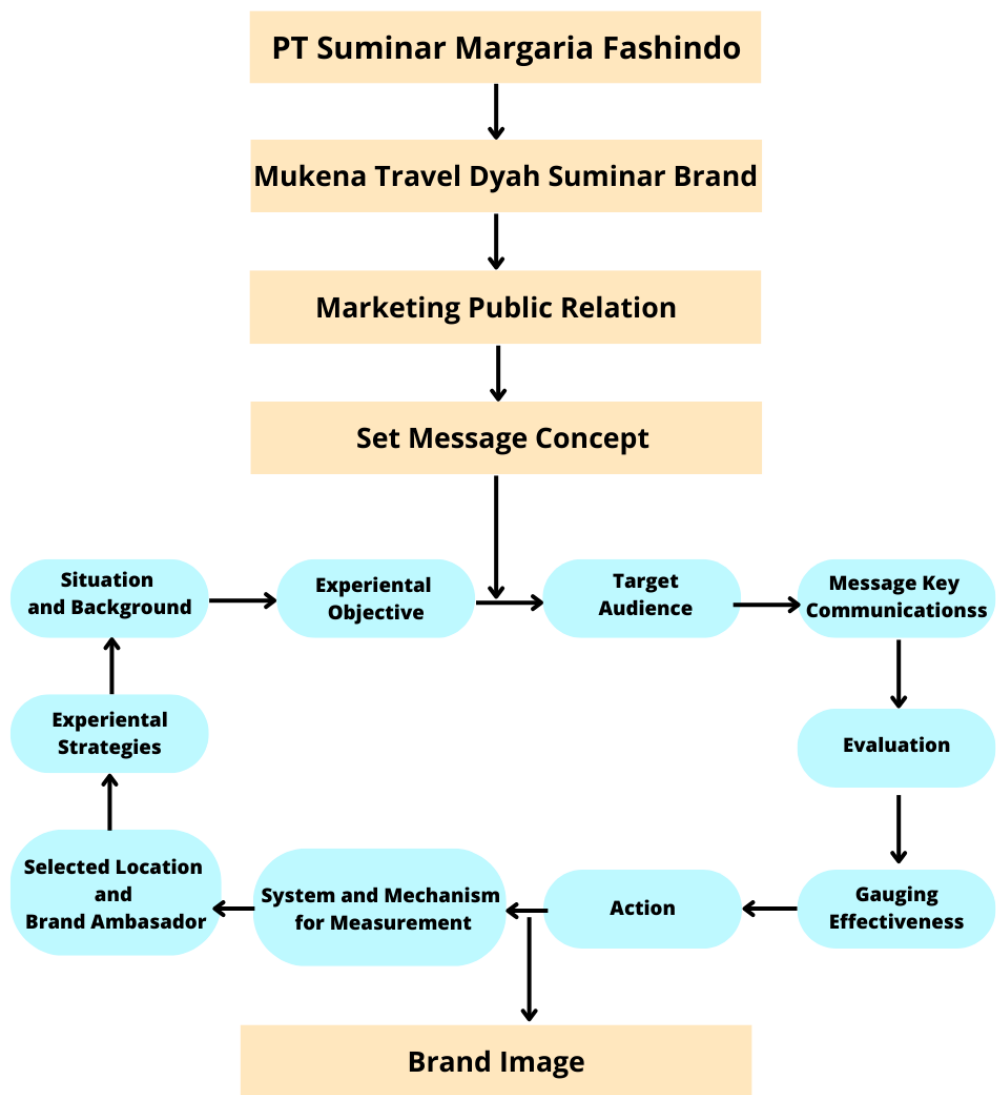 PT Suminar Margaria Fashindo
Mukena Travel Dyah Suminar Brand
Marketing Public Relation
Set Message Concept
Situation
and Background
Experiental
Objective
Target
Audience
Message Key
Communicationss
Experiental
Strategies
Evaluation
Selected Location
and
Brand Ambasador
System and Mechanism
for Measurement
Action
Gauging
Effectiveness
Brand Image